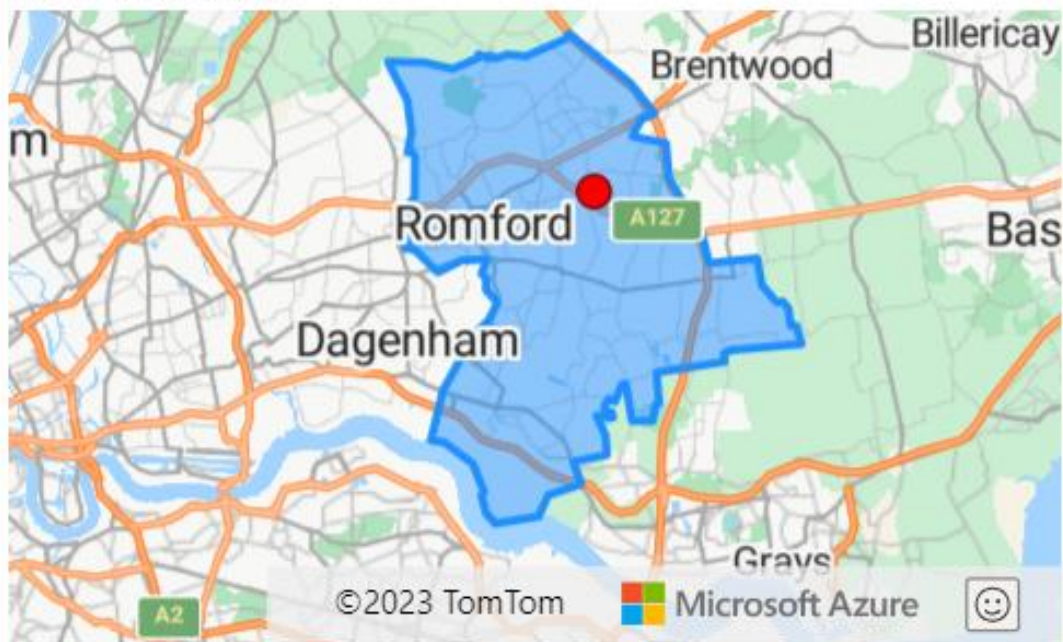 Billericay
Brentwood
m
Romford
A127
Bas
Dagenham
Grays
A2
©2023 TomTom
Microsoft Azure